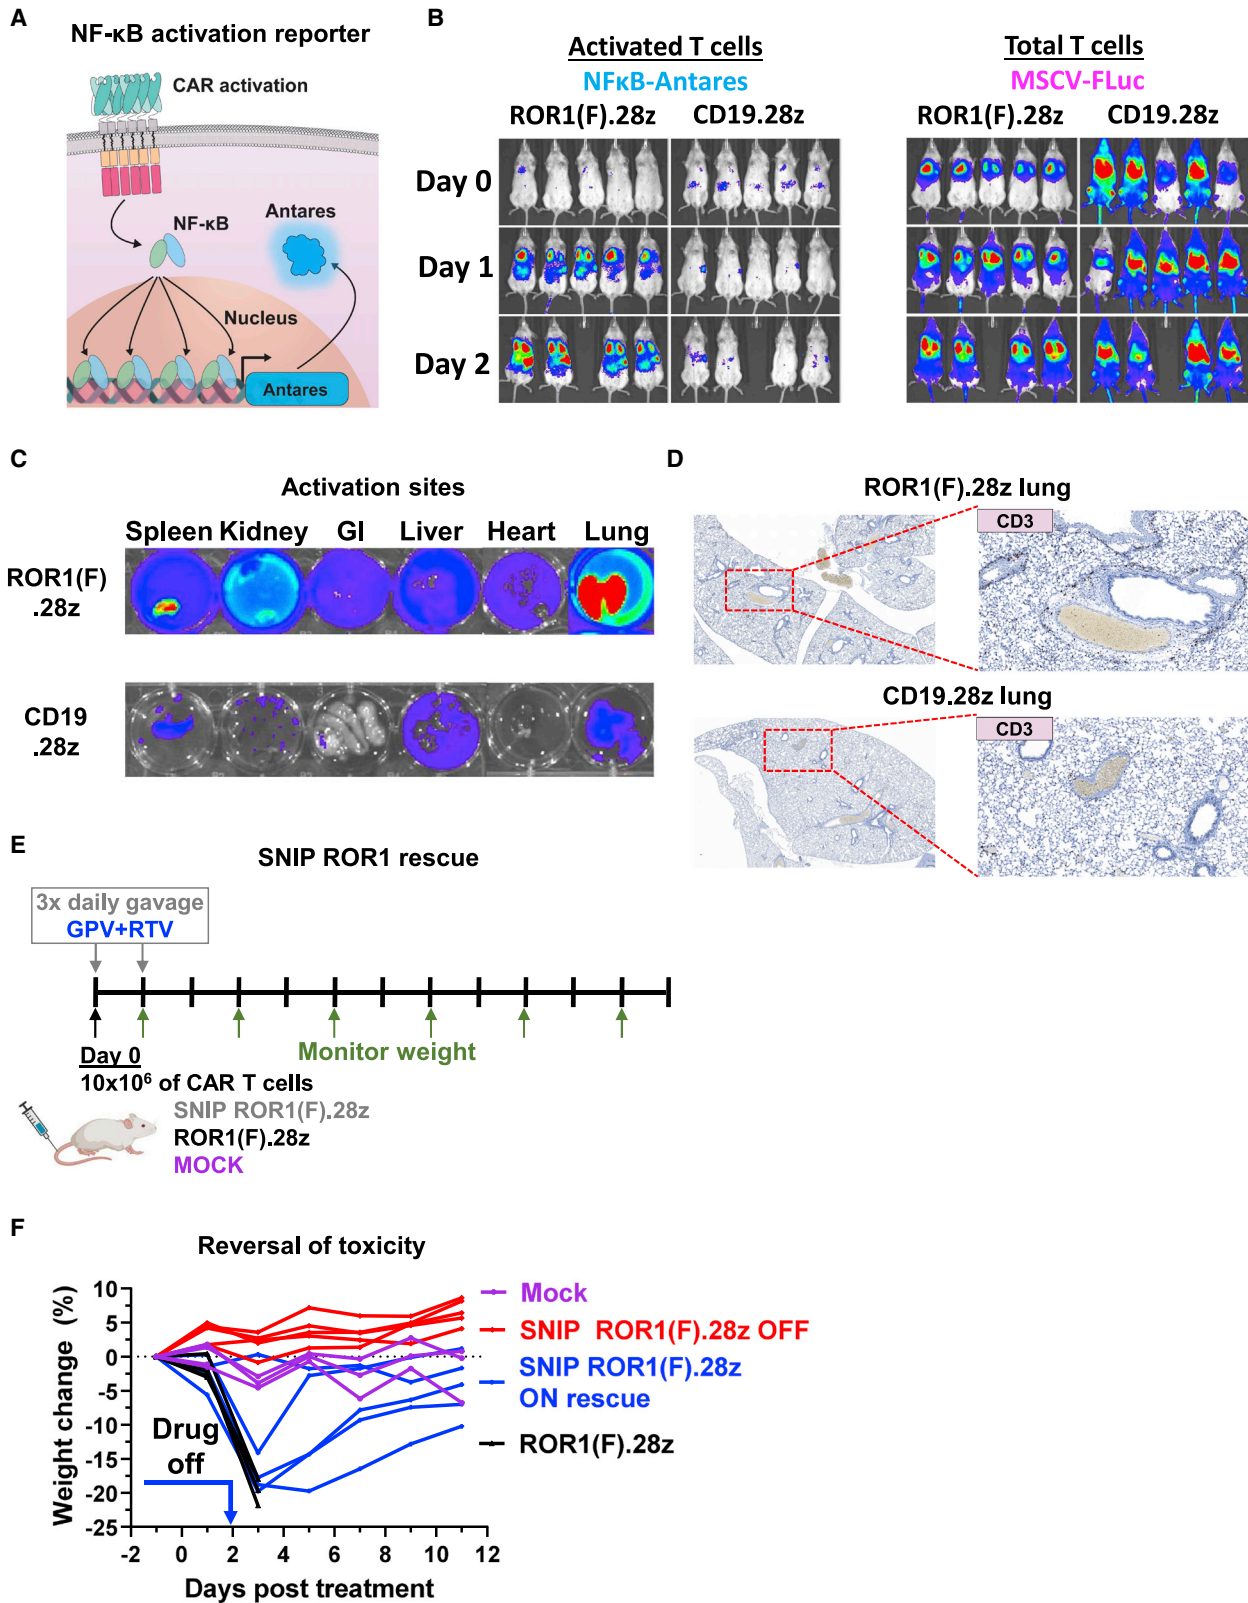 A
NF-κB activation reporter
CAR activation
NF-κB
Antares
Nucleus
Antares
B
Activated T cells
NFκB-Antares
ROR1(F).28z CD19.28z
Total T cells
MSCV-FLuc
ROR1(F).28z CD19.28z
Day 0
Day 1
Day 2
C
Activation sites
Spleen Kidney GI Liver Heart Lung
ROR1(F)
.28z
CD19
.28z
D
ROR1(F).28z lung
CD3
CD19.28z lung
CD3
E
SNIP ROR1 rescue
3x daily gavage
GPV+RTV
Monitor weight
Day 0
10x10⁶ of CAR T cells
SNIP ROR1(F).28z
ROR1(F).28z
MOCK
F
Reversal of toxicity
Weight change (%)
10
5
0
-5
-10
-15
-20
-25
Drug
off
-2 0 2 4 6 8 10 12
Days post treatment
Mock
SNIP ROR1(F).28z OFF
SNIP ROR1(F).28z
ON rescue
ROR1(F).28z